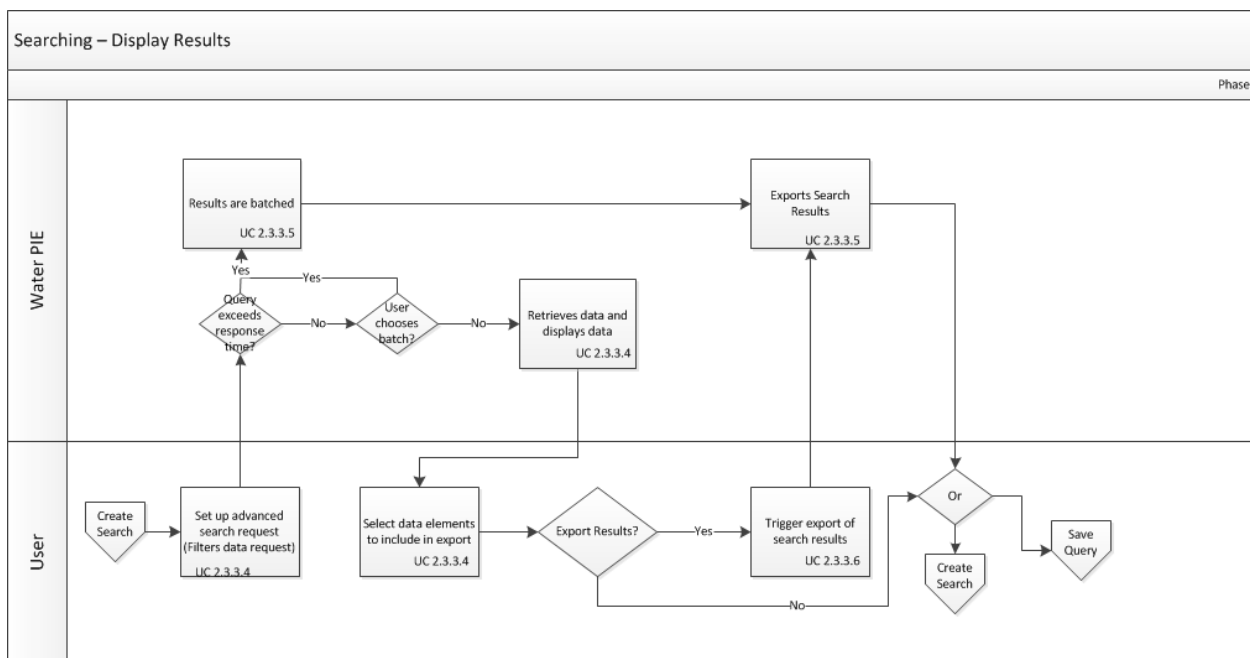 Searching – Display Results
Phase
Water PIE
Results are batched
UC 2.3.3.5
Exports Search
Results
UC 2.3.3.5
Yes
Yes
Query
exceeds
response
time?
No
User
chooses
batch?
No
Retrieves data and
displays data
UC 2.3.3.4
User
Create
Search
Set up advanced
search request
(Filters data request)
UC 2.3.3.4
Select data elements
to include in export
UC 2.3.3.4
Export Results?
Yes
Trigger export of
search results
UC 2.3.3.6
No
Or
Create
Search
Save
Query